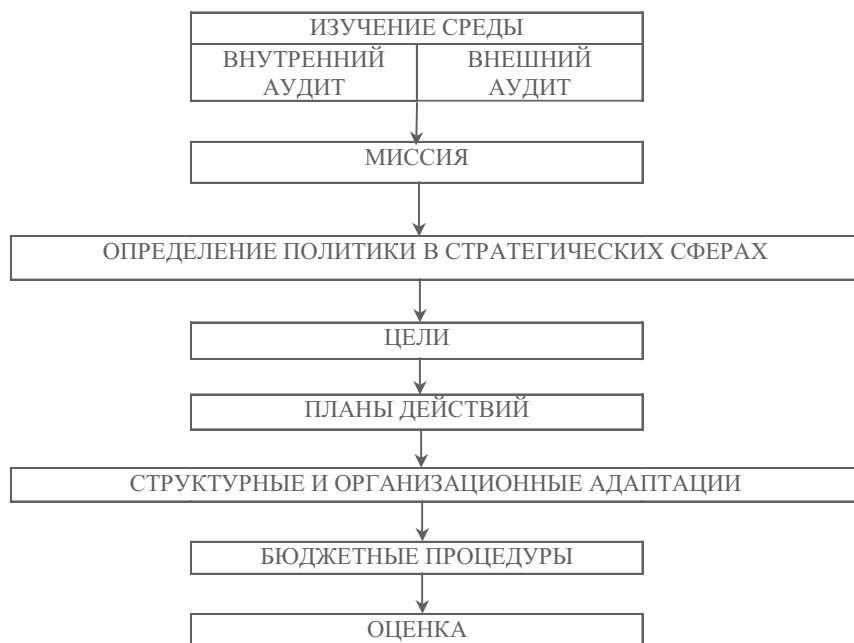 ИЗУЧЕНИЕ СРЕДЫ
ВНУТРЕННИЙ
АУДИТ
ВНЕШНИЙ
АУДИТ
МИССИЯ
ОПРЕДЕЛЕНИЕ ПОЛИТИКИ В СТРАТЕГИЧЕСКИХ СФЕРАХ
ЦЕЛИ
ПЛАНЫ ДЕЙСТВИЙ
СТРУКТУРНЫЕ И ОРГАНИЗАЦИОННЫЕ АДАПТАЦИИ
БЮДЖЕТНЫЕ ПРОЦЕДУРЫ
ОЦЕНКА